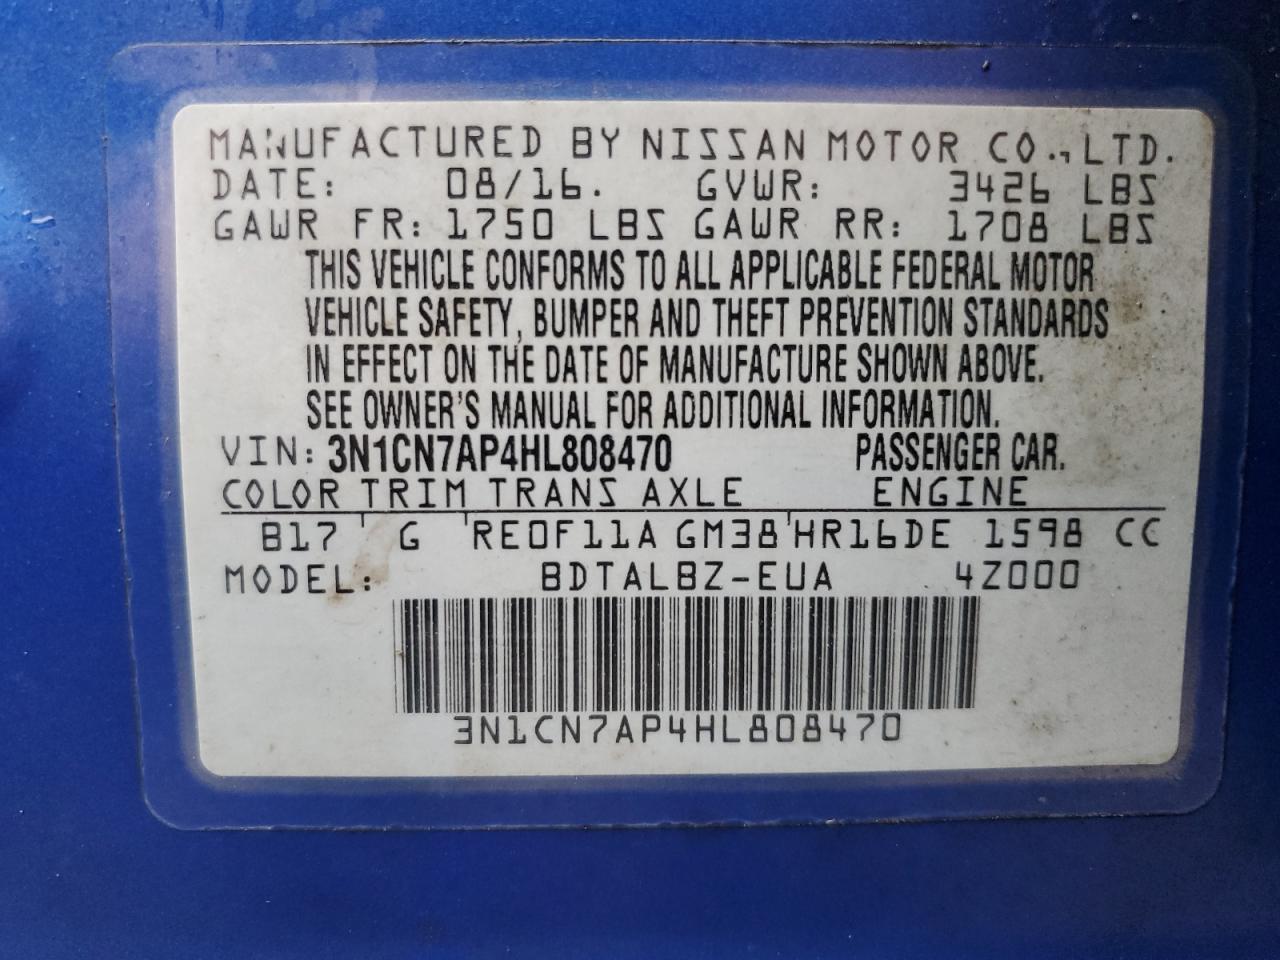 MANUFACTURED BY NISSAN MOTOR CO., LTD.
DATE: 08/16. GVWR: 3426 LBS
GAWR FR: 1750 LBS GAWR RR: 1708 LBS
THIS VEHICLE CONFORMS TO ALL APPLICABLE FEDERAL MOTOR
VEHICLE SAFETY, BUMPER AND THEFT PREVENTION STANDARDS
IN EFFECT ON THE DATE OF MANUFACTURE SHOWN ABOVE.
SEE OWNER'S MANUAL FOR ADDITIONAL INFORMATION.
VIN: 3N1CN7AP4HL808470 PASSENGER CAR.
COLOR TRIM TRANS AXLE ENGINE
B17 G RE0F11A GM38 HR16DE 1598 CC
MODEL: BDTALBZ-EUA 4Z000
3N1CN7AP4HL808470